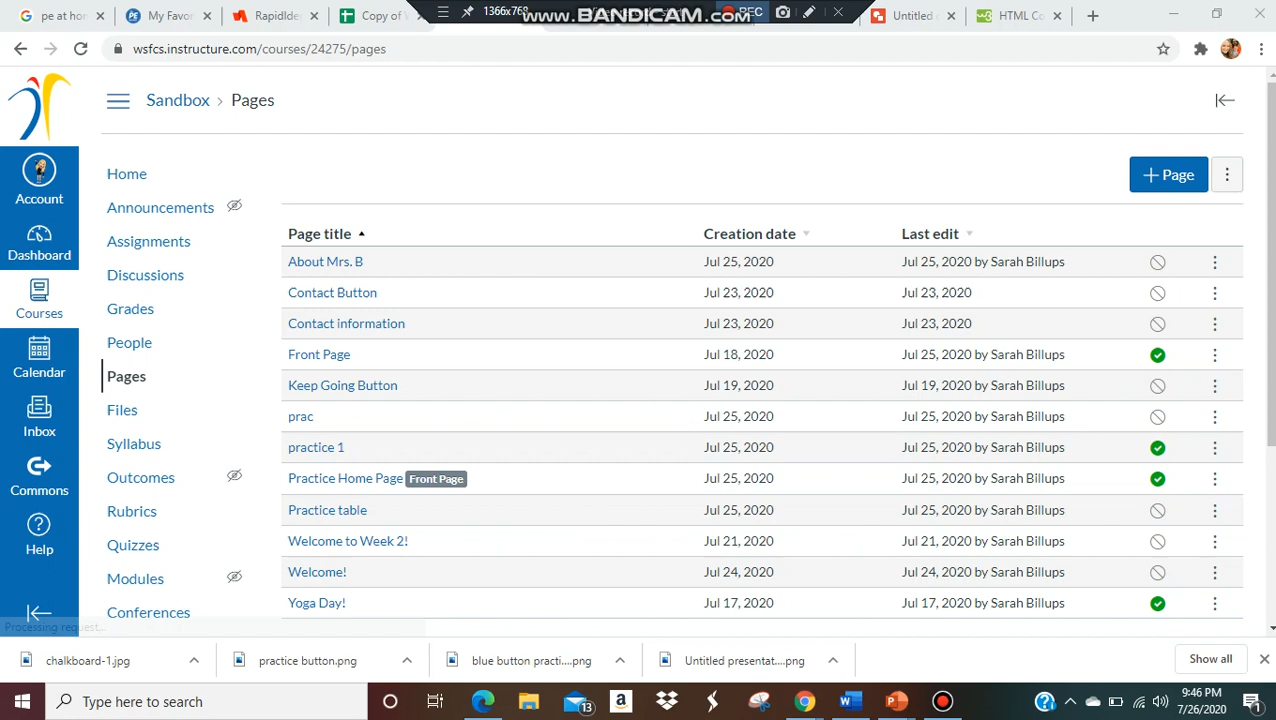 pe at hom
My Favor
RapidIde
Copy of V
1366x768
www.BANDICAM.com
REC
Untitled
HTML Co
wsfcs.instructure.com/courses/24275/pages
Sandbox › Pages
Account
Dashboard
Courses
Calendar
Inbox
13
Commons
Help
Home
Announcements
Assignments
Discussions
Grades
People
Pages
Files
Syllabus
Outcomes
Rubrics
Quizzes
Modules
Conferences
+ Page
Page title Creation date Last edit
About Mrs. B Jul 25, 2020 Jul 25, 2020 by Sarah Billups
Contact Button Jul 23, 2020 Jul 23, 2020
Contact information Jul 23, 2020 Jul 23, 2020
Front Page Jul 18, 2020 Jul 25, 2020 by Sarah Billups
Keep Going Button Jul 19, 2020 Jul 19, 2020 by Sarah Billups
prac Jul 25, 2020 Jul 25, 2020 by Sarah Billups
practice 1 Jul 25, 2020 Jul 25, 2020 by Sarah Billups
Practice Home Page Front Page Jul 25, 2020 Jul 25, 2020 by Sarah Billups
Practice table Jul 25, 2020 Jul 25, 2020 by Sarah Billups
Welcome to Week 2! Jul 21, 2020 Jul 21, 2020 by Sarah Billups
Welcome! Jul 24, 2020 Jul 24, 2020 by Sarah Billups
Yoga Day! Jul 17, 2020 Jul 17, 2020 by Sarah Billups
Processing request...
chalkboard-1.jpg
practice button.png
blue button practi....png
Untitled presentat....png
Show all
Type here to search
9:46 PM
7/26/2020
1